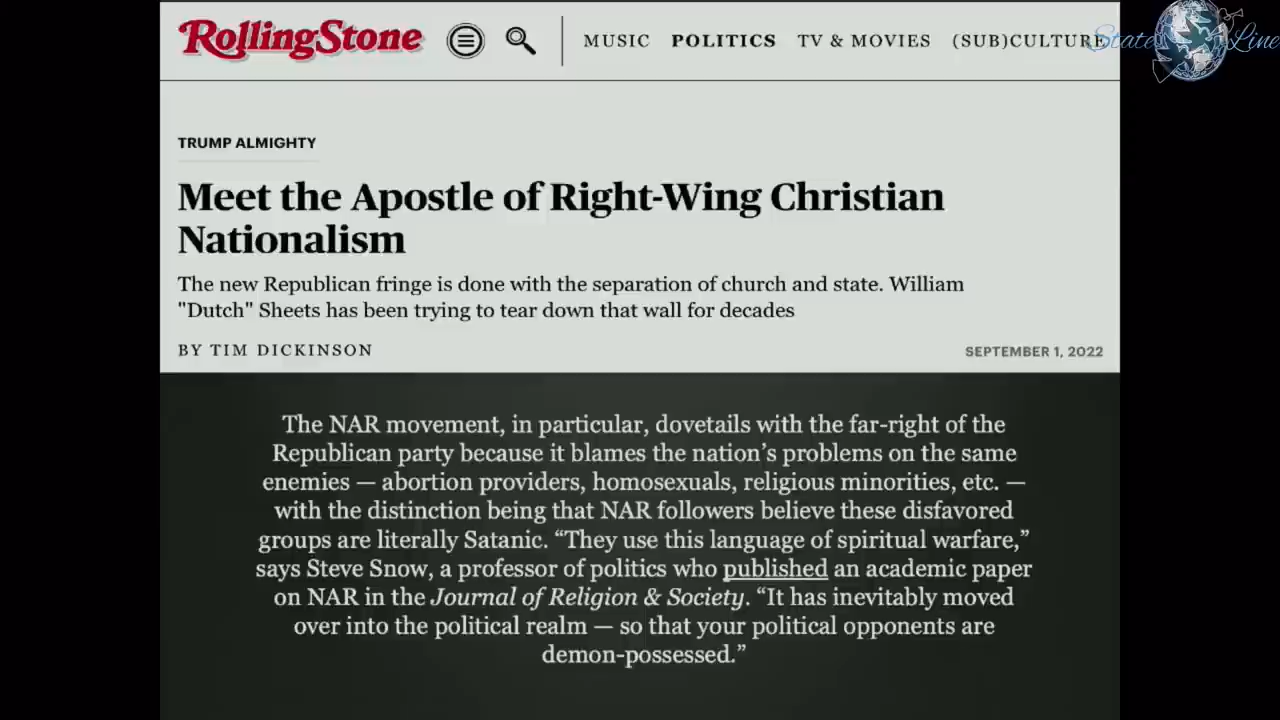 RollingStone
MUSIC POLITICS TV & MOVIES (SUB)CULTURE
State Line
TRUMP ALMIGHTY
Meet the Apostle of Right-Wing Christian
Nationalism
The new Republican fringe is done with the separation of church and state. William
"Dutch" Sheets has been trying to tear down that wall for decades
BY TIM DICKINSON
SEPTEMBER 1, 2022
The NAR movement, in particular, dovetails with the far-right of the
Republican party because it blames the nation’s problems on the same
enemies — abortion providers, homosexuals, religious minorities, etc. —
with the distinction being that NAR followers believe these disfavored
groups are literally Satanic. “They use this language of spiritual warfare,”
says Steve Snow, a professor of politics who published an academic paper
on NAR in the Journal of Religion & Society. “It has inevitably moved
over into the political realm — so that your political opponents are
demon-possessed.”